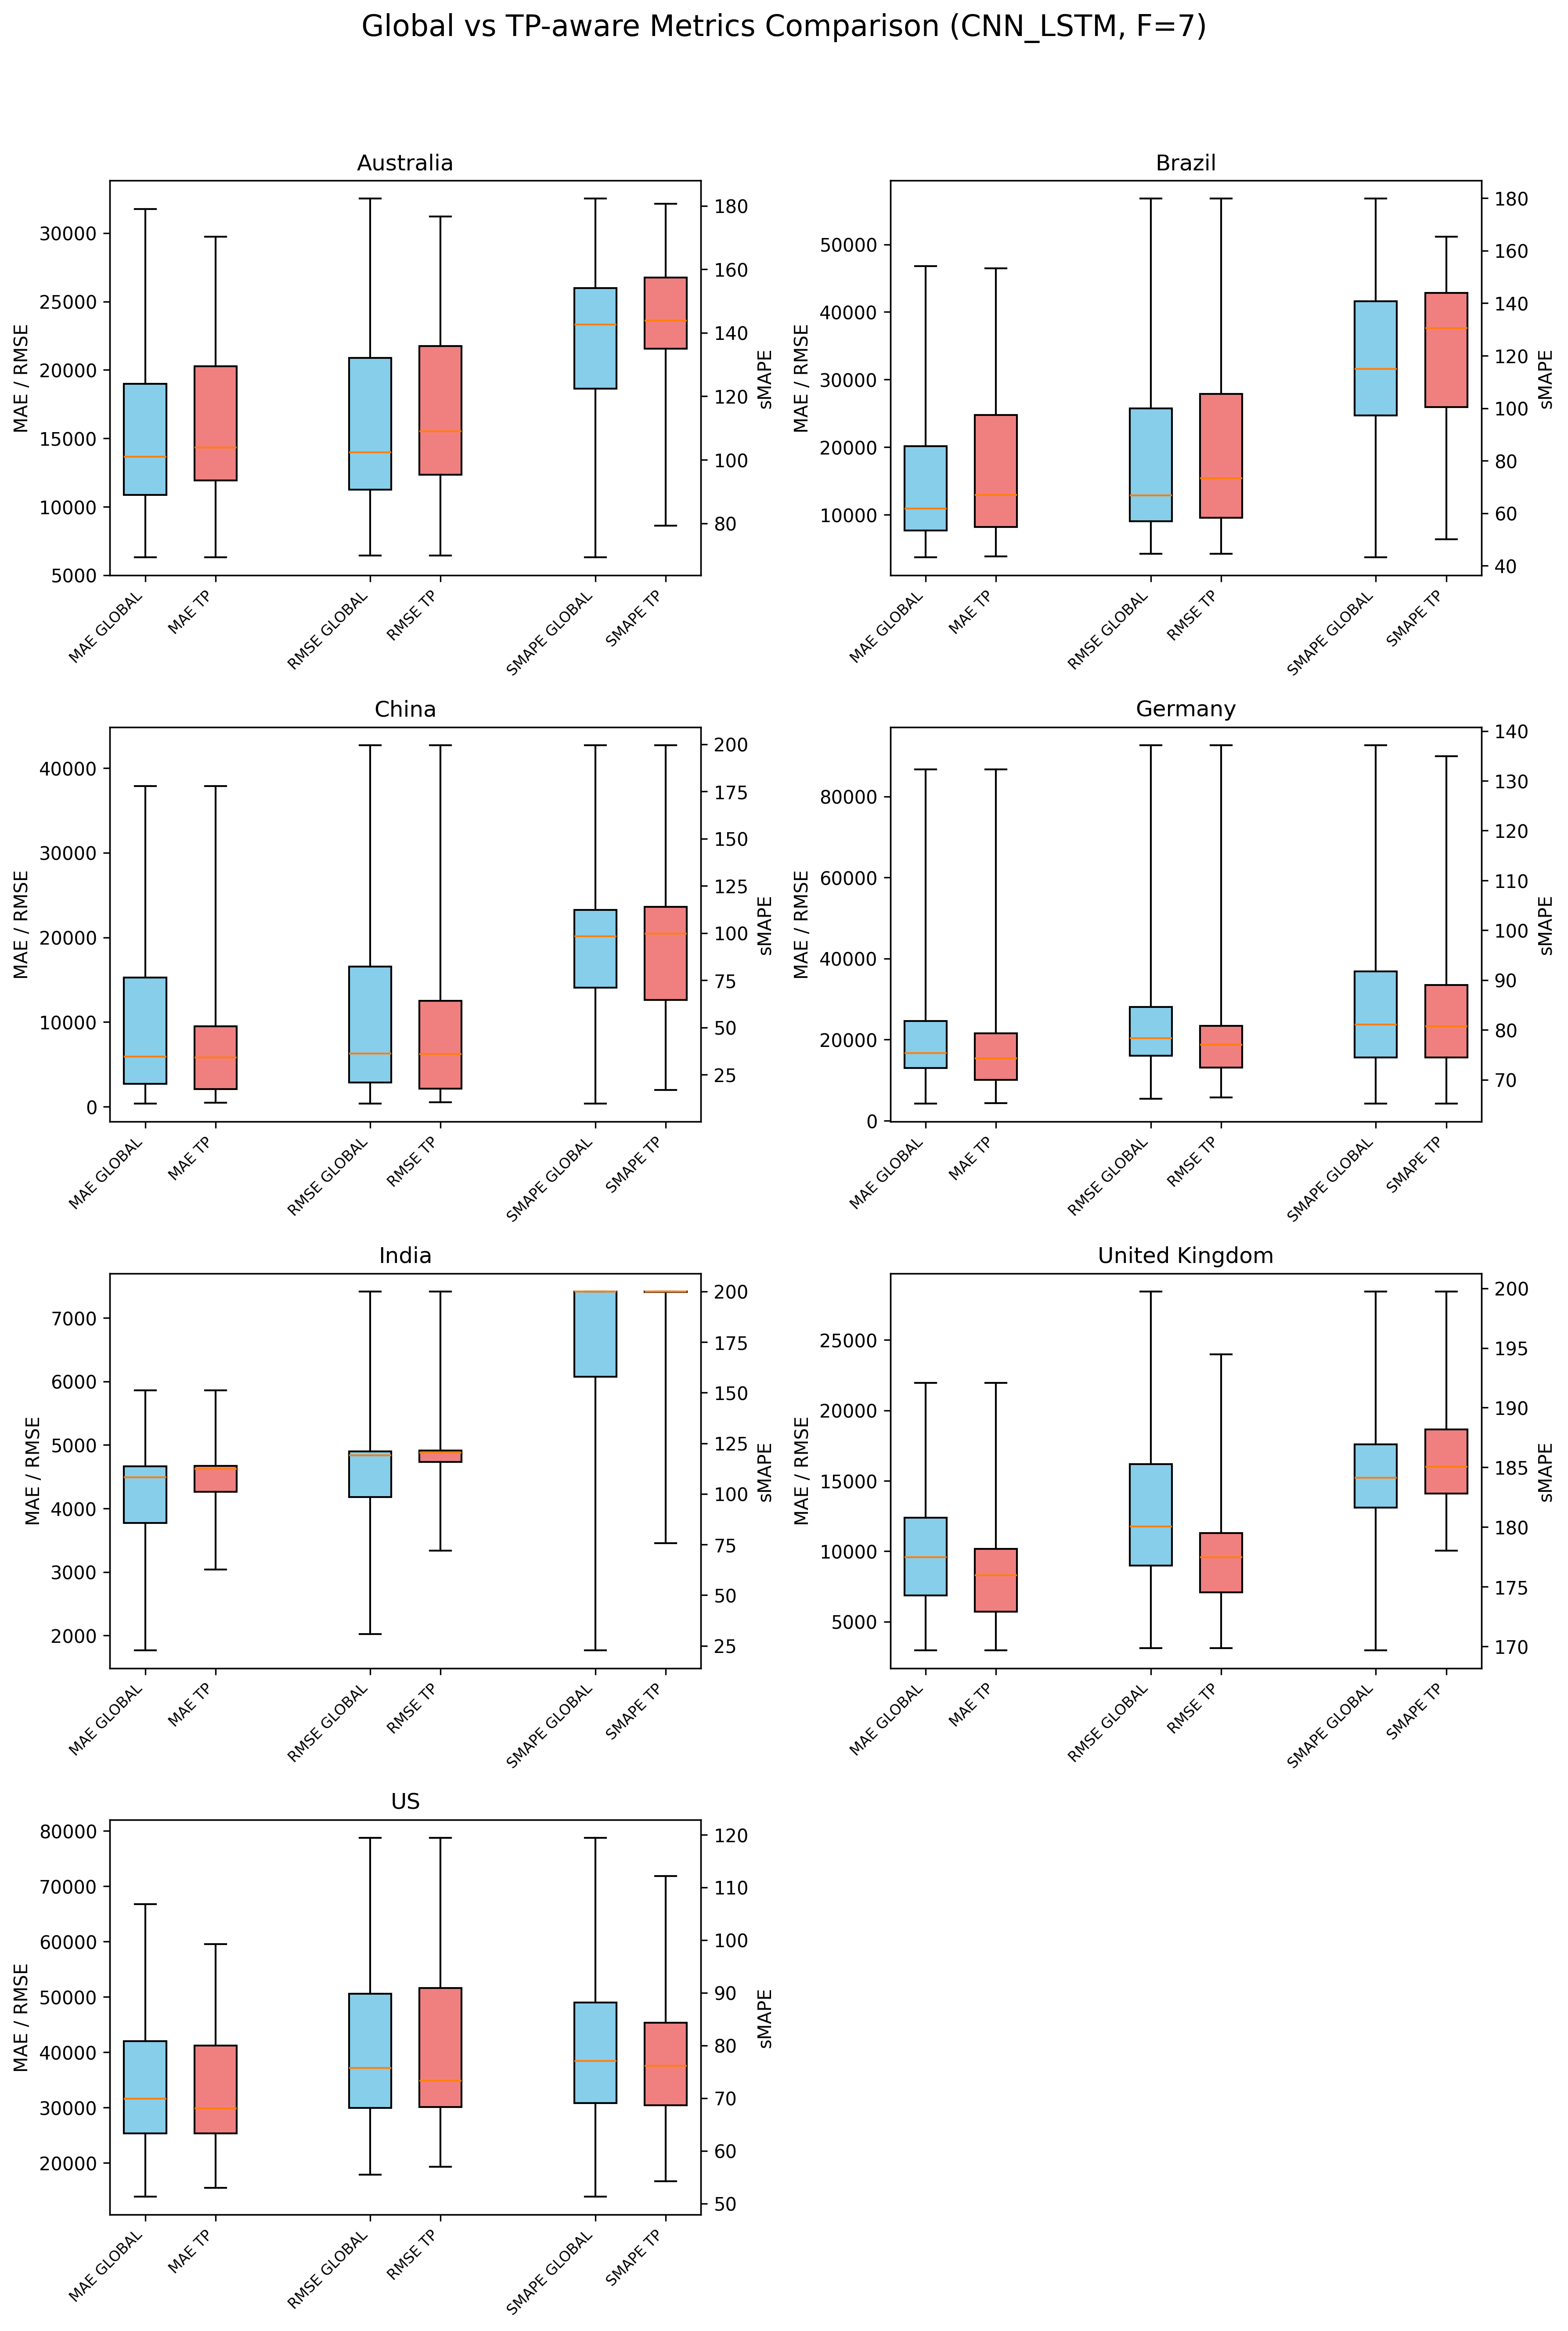 Global vs TP-aware Metrics Comparison (CNN_LSTM, F=7)
Australia
MAE / RMSE
30000
25000
20000
15000
10000
5000
180
160
140
120
100
80
sMAPE
MAE GLOBAL
MAE TP
RMSE GLOBAL
RMSE TP
SMAPE GLOBAL
SMAPE TP
Brazil
MAE / RMSE
50000
40000
30000
20000
10000
180
160
140
120
100
80
60
40
sMAPE
MAE GLOBAL
MAE TP
RMSE GLOBAL
RMSE TP
SMAPE GLOBAL
SMAPE TP
China
MAE / RMSE
40000
30000
20000
10000
0
200
175
150
125
100
75
50
25
sMAPE
MAE GLOBAL
MAE TP
RMSE GLOBAL
RMSE TP
SMAPE GLOBAL
SMAPE TP
Germany
MAE / RMSE
80000
60000
40000
20000
0
140
130
120
110
100
90
80
70
sMAPE
MAE GLOBAL
MAE TP
RMSE GLOBAL
RMSE TP
SMAPE GLOBAL
SMAPE TP
India
MAE / RMSE
7000
6000
5000
4000
3000
2000
200
175
150
125
100
75
50
25
sMAPE
MAE GLOBAL
MAE TP
RMSE GLOBAL
RMSE TP
SMAPE GLOBAL
SMAPE TP
United Kingdom
MAE / RMSE
25000
20000
15000
10000
5000
200
195
190
185
180
175
170
sMAPE
MAE GLOBAL
MAE TP
RMSE GLOBAL
RMSE TP
SMAPE GLOBAL
SMAPE TP
US
MAE / RMSE
80000
70000
60000
50000
40000
30000
20000
120
110
100
90
80
70
60
50
sMAPE
MAE GLOBAL
MAE TP
RMSE GLOBAL
RMSE TP
SMAPE GLOBAL
SMAPE TP